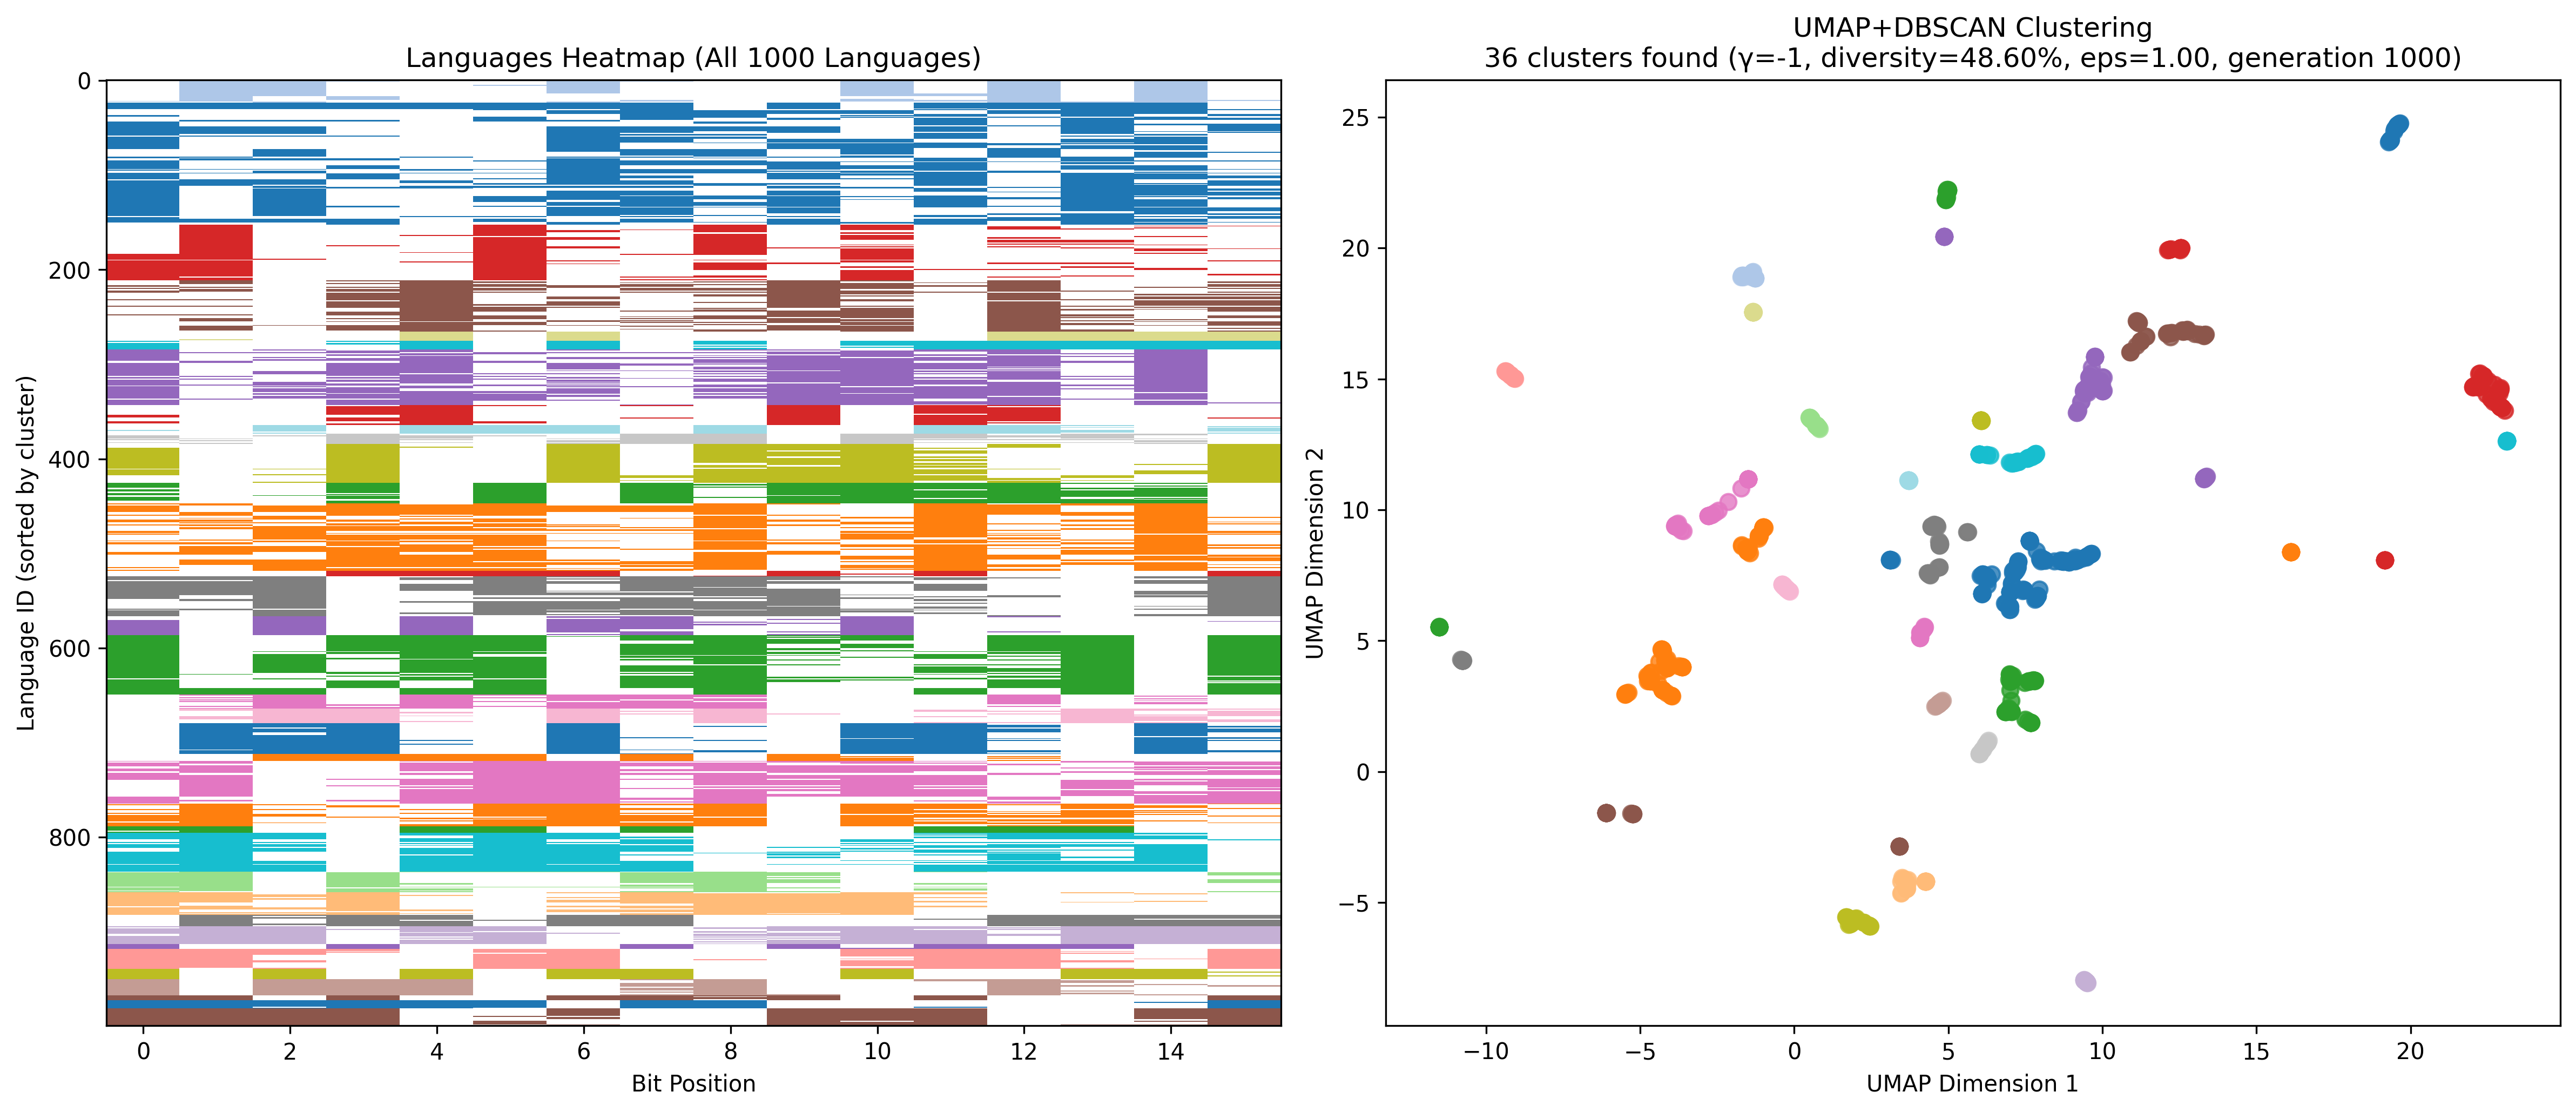 Languages Heatmap (All 1000 Languages)
0
200
400
600
800
Language ID (sorted by cluster)
0 2 4 6 8 10 12 14
Bit Position
UMAP+DBSCAN Clustering
36 clusters found (γ=-1, diversity=48.60%, eps=1.00, generation 1000)
25
20
15
10
5
0
−5
UMAP Dimension 2
−10 −5 0 5 10 15 20
UMAP Dimension 1